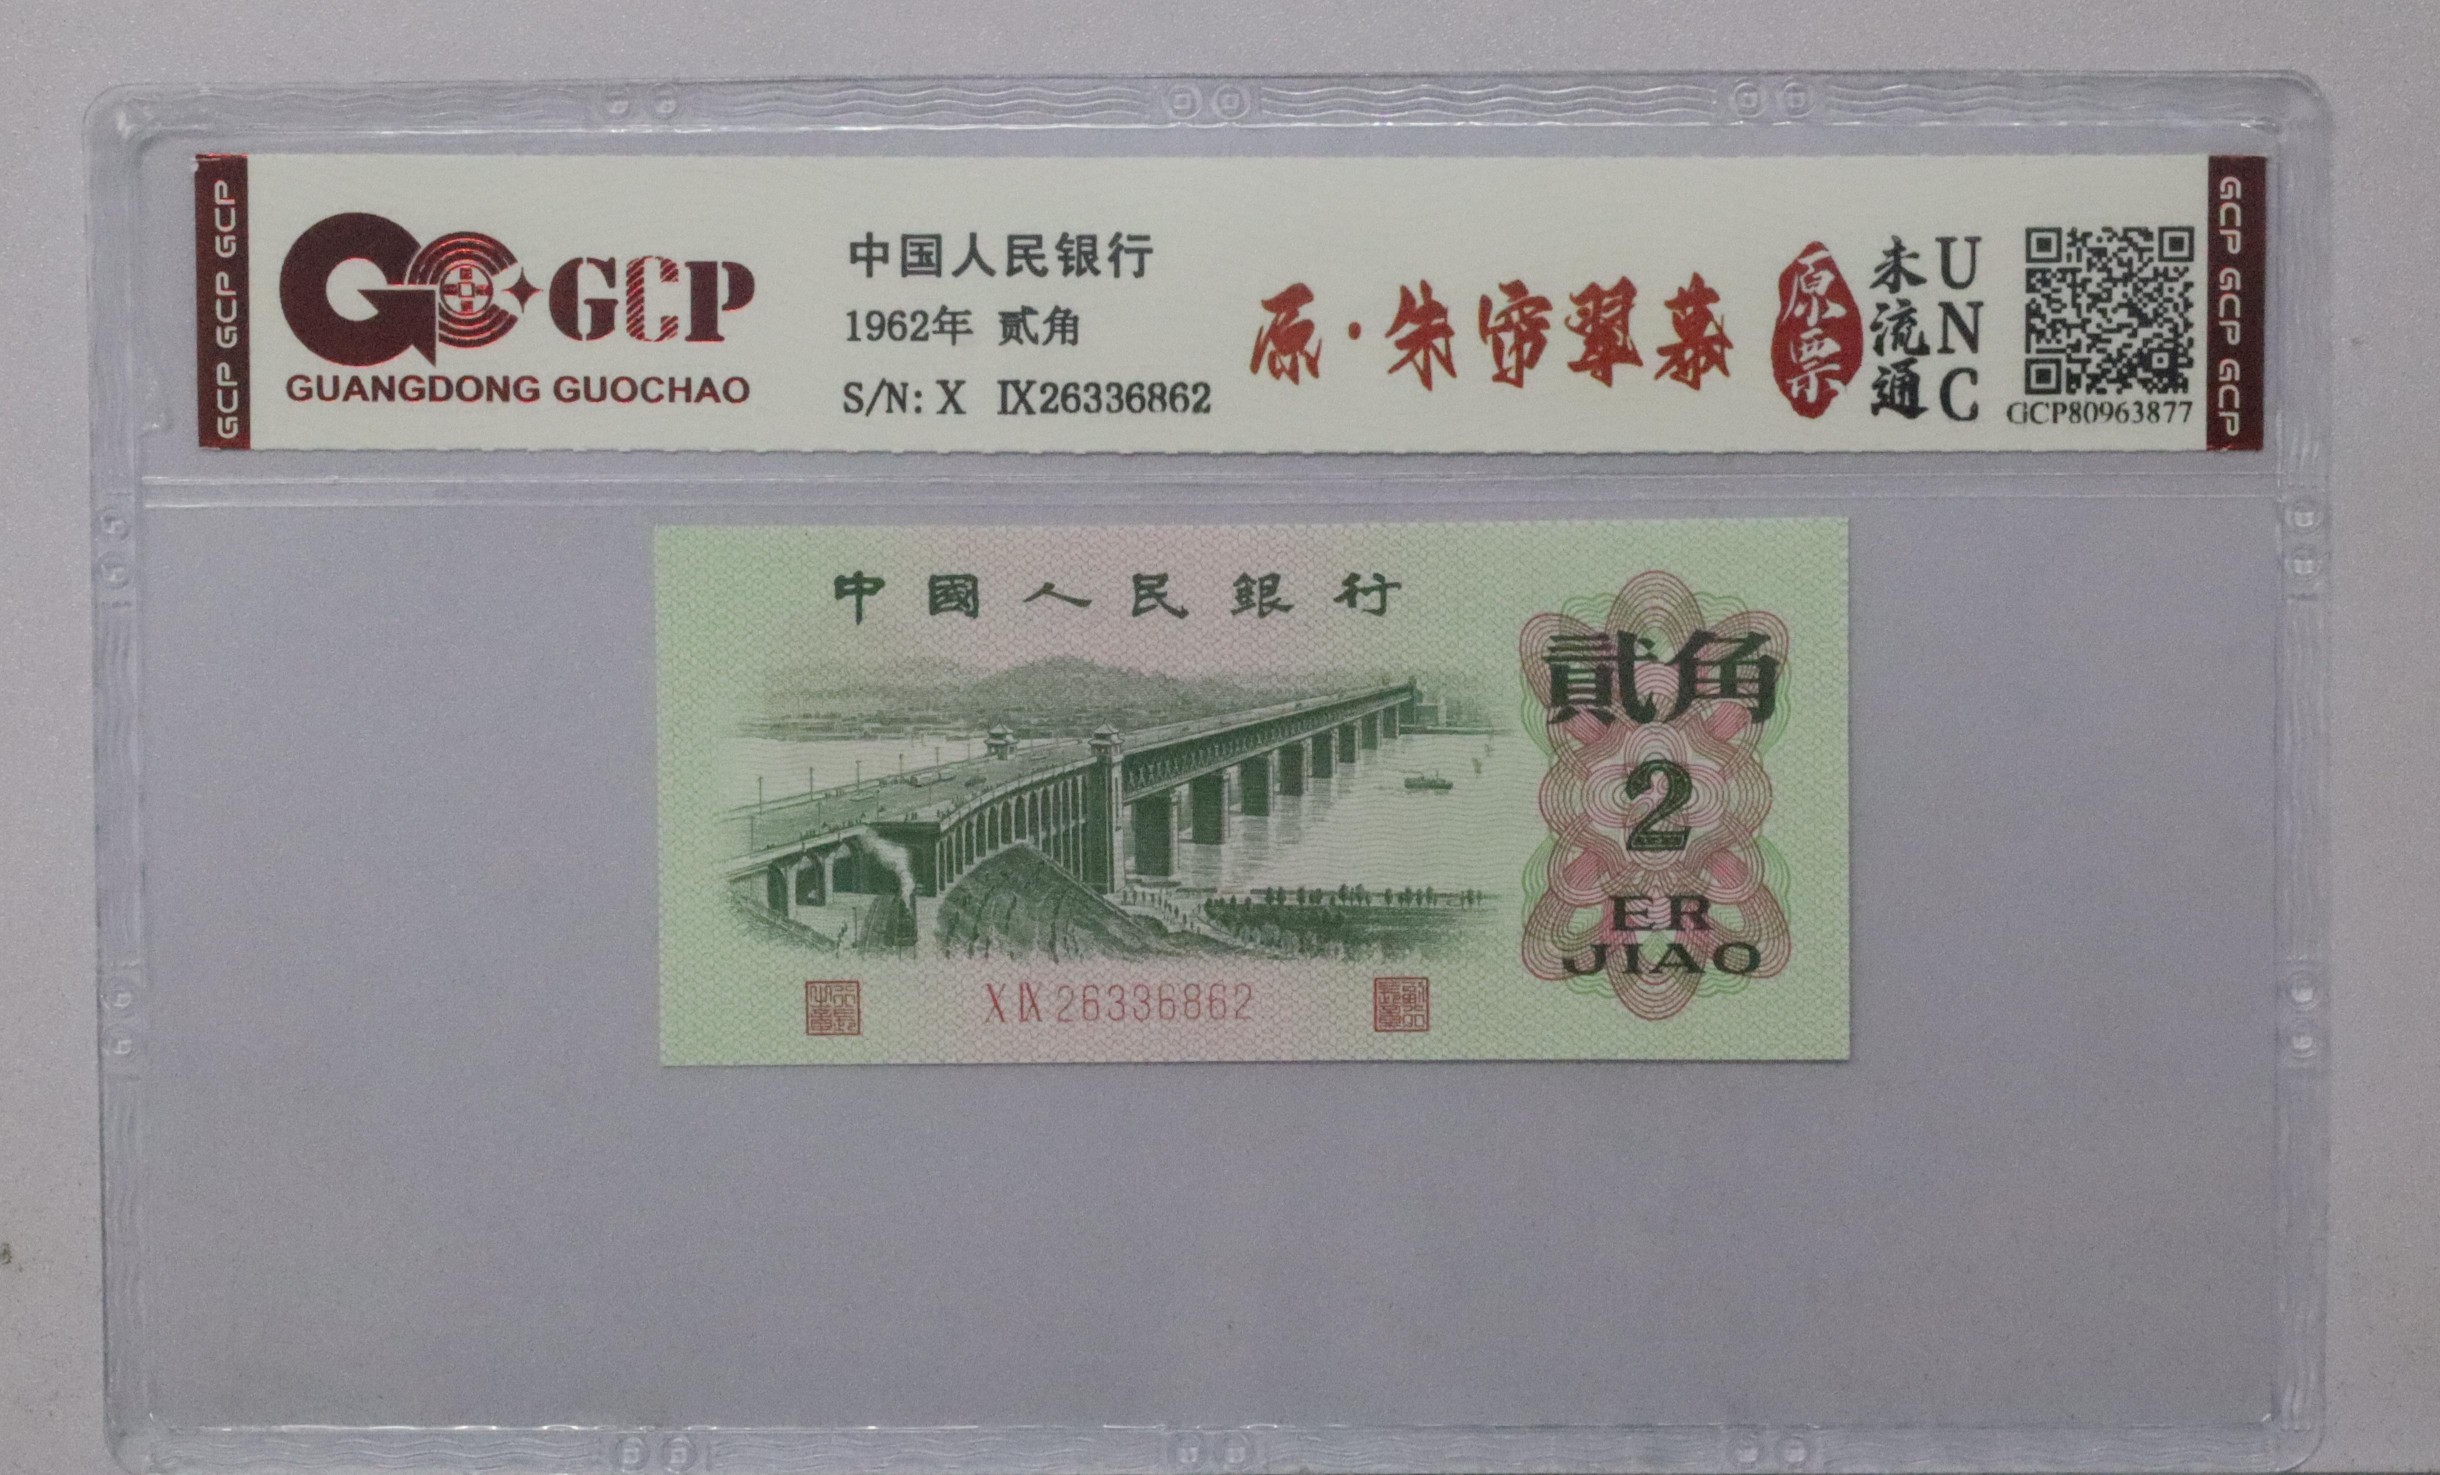 GCP GCP GCP
GCP
GUANGDONG GUOCHAO
中国人民银行
1962年 贰角
S/N: X IX26336862
原·朱帘翠幕
原票
未流通
UNC
GCP80963877
GCP GCP GCP
中國人民銀行
貳角
2
ER
JIAO
X IX 26336862